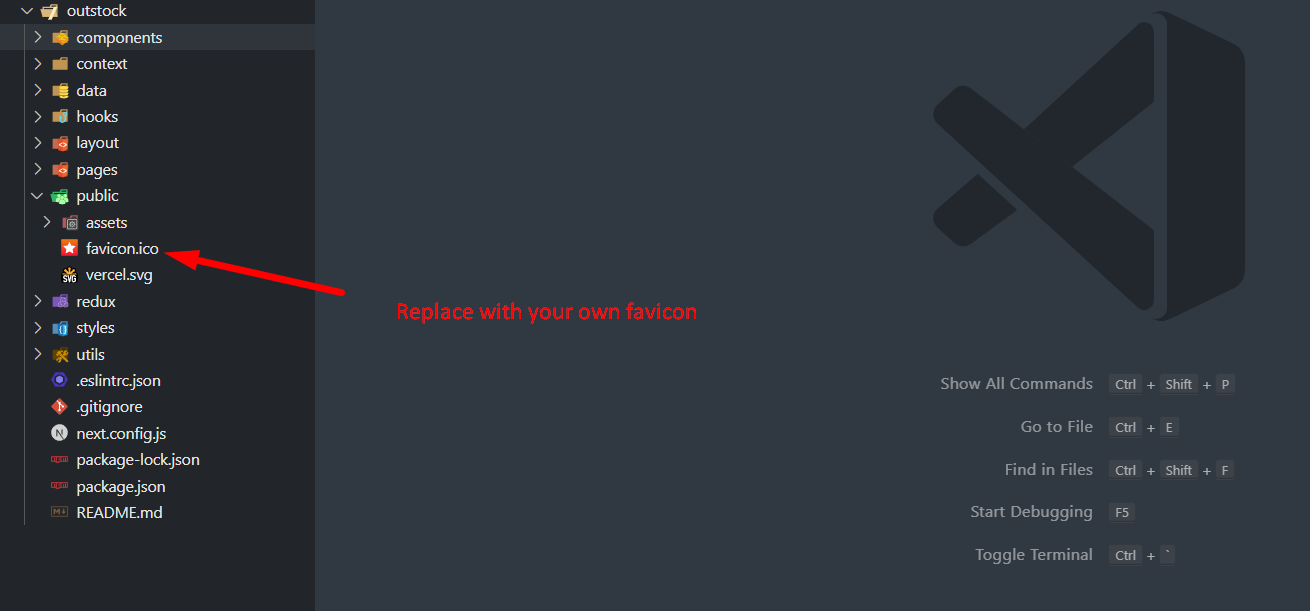 outstock
components
context
data
hooks
layout
pages
public
assets
favicon.ico
vercel.svg
redux
styles
utils
.eslintrc.json
.gitignore
next.config.js
package-lock.json
package.json
README.md
Replace with your own favicon
Show All Commands Ctrl + Shift + P
Go to File Ctrl + E
Find in Files Ctrl + Shift + F
Start Debugging F5
Toggle Terminal Ctrl + `